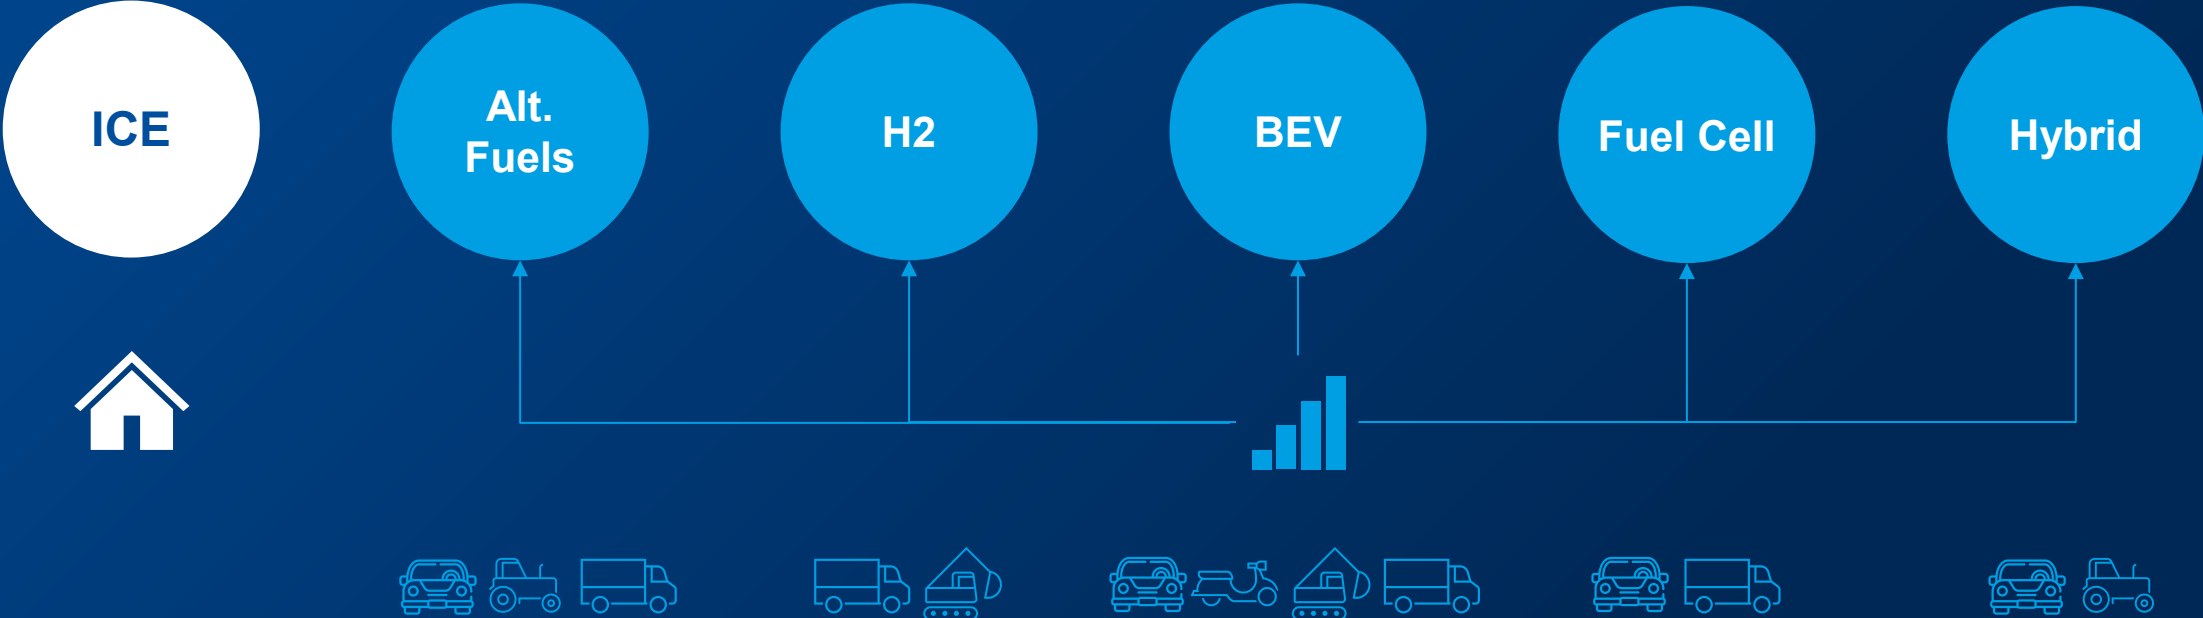 ICE
Alt.
Fuels
H2
BEV
Fuel Cell
Hybrid